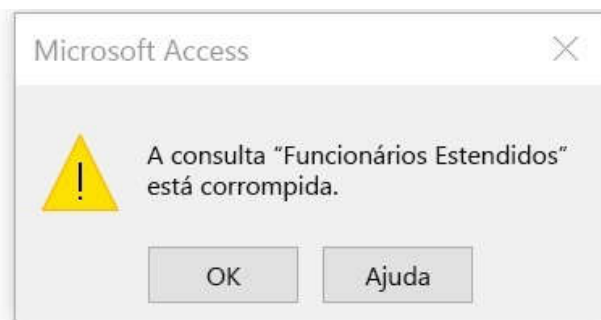 Microsoft Access
A consulta “Funcionários Estendidos”
está corrompida.
OK Ajuda